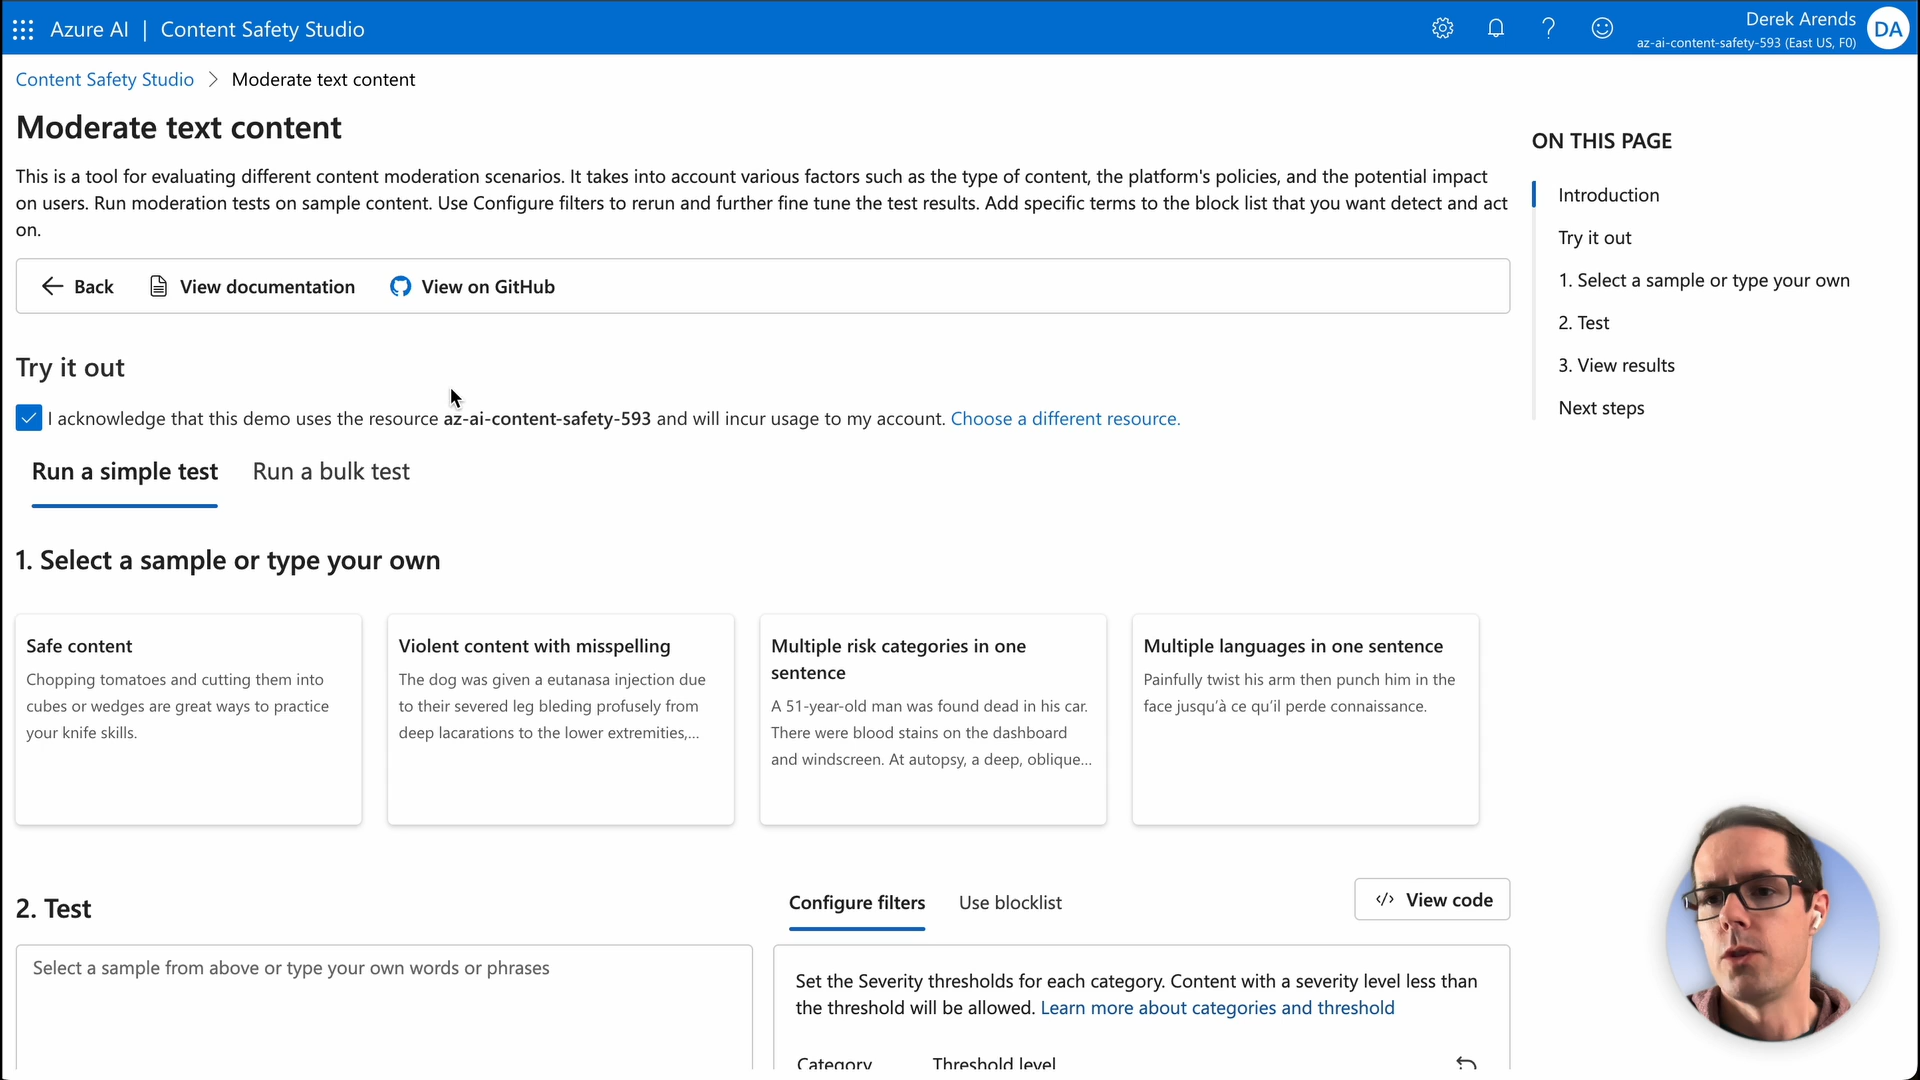 Azure AI | Content Safety Studio
Derek Arends
az-ai-content-safety-593 (East US, F0)
DA
Content Safety Studio > Moderate text content
Moderate text content
This is a tool for evaluating different content moderation scenarios. It takes into account various factors such as the type of content, the platform's policies, and the potential impact
on users. Run moderation tests on sample content. Use Configure filters to rerun and further fine tune the test results. Add specific terms to the block list that you want detect and act
on.
Back
View documentation
View on GitHub
Try it out
I acknowledge that this demo uses the resource az-ai-content-safety-593 and will incur usage to my account. Choose a different resource.
Run a simple test
Run a bulk test
1. Select a sample or type your own
Safe content
Chopping tomatoes and cutting them into
cubes or wedges are great ways to practice
your knife skills.
Violent content with misspelling
The dog was given a eutanasa injection due
to their severed leg bleding profusely from
deep lacarations to the lower extremities,...
Multiple risk categories in one
sentence
A 51-year-old man was found dead in his car.
There were blood stains on the dashboard
and windscreen. At autopsy, a deep, oblique...
Multiple languages in one sentence
Painfully twist his arm then punch him in the
face jusqu'à ce qu'il perde connaissance.
2. Test
Select a sample from above or type your own words or phrases
Configure filters
Use blocklist
</> View code
Set the Severity thresholds for each category. Content with a severity level less than
the threshold will be allowed. Learn more about categories and threshold
Category
Threshold level
ON THIS PAGE
Introduction
Try it out
1. Select a sample or type your own
2. Test
3. View results
Next steps